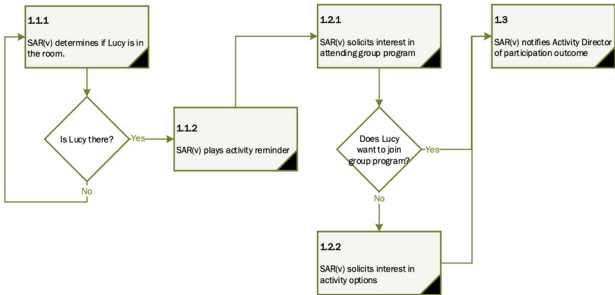 1.1.1
SAR(v) determines if Lucy is in
the room.
Is Lucy there?
Yes
No
1.1.2
SAR(v) plays activity reminder
1.2.1
SAR(v) solicits interest in
attending group program
Does Lucy
want to join
group program?
Yes
No
1.2.2
SAR(v) solicits interest in
activity options
1.3
SAR(v) notifies Activity Director
of participation outcome